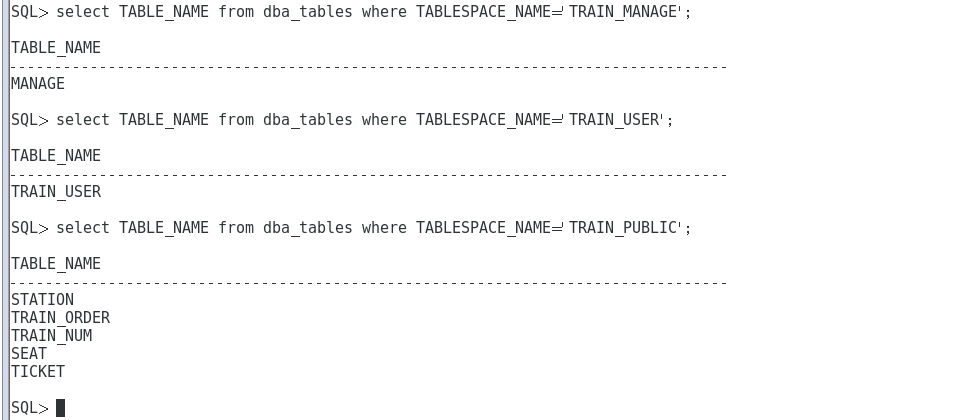 SQL> select TABLE_NAME from dba_tables where TABLESPACE_NAME='TRAIN_MANAGE';
TABLE_NAME
--------------------------------------------------------------------------------
MANAGE
SQL> select TABLE_NAME from dba_tables where TABLESPACE_NAME='TRAIN_USER';
TABLE_NAME
--------------------------------------------------------------------------------
TRAIN_USER
SQL> select TABLE_NAME from dba_tables where TABLESPACE_NAME='TRAIN_PUBLIC';
TABLE_NAME
--------------------------------------------------------------------------------
STATION
TRAIN_ORDER
TRAIN_NUM
SEAT
TICKET
SQL>